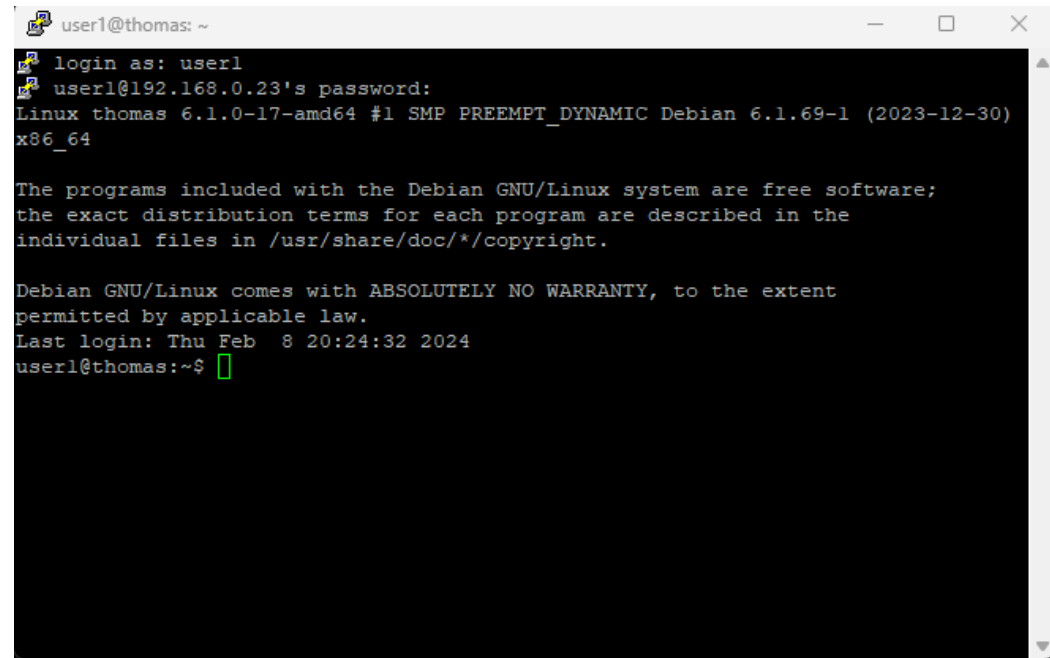 user1@thomas: ~
login as: user1
user1@192.168.0.23's password:
Linux thomas 6.1.0-17-amd64 #1 SMP PREEMPT_DYNAMIC Debian 6.1.69-1 (2023-12-30)
x86_64
The programs included with the Debian GNU/Linux system are free software;
the exact distribution terms for each program are described in the
individual files in /usr/share/doc/*/copyright.
Debian GNU/Linux comes with ABSOLUTELY NO WARRANTY, to the extent
permitted by applicable law.
Last login: Thu Feb  8 20:24:32 2024
user1@thomas:~$